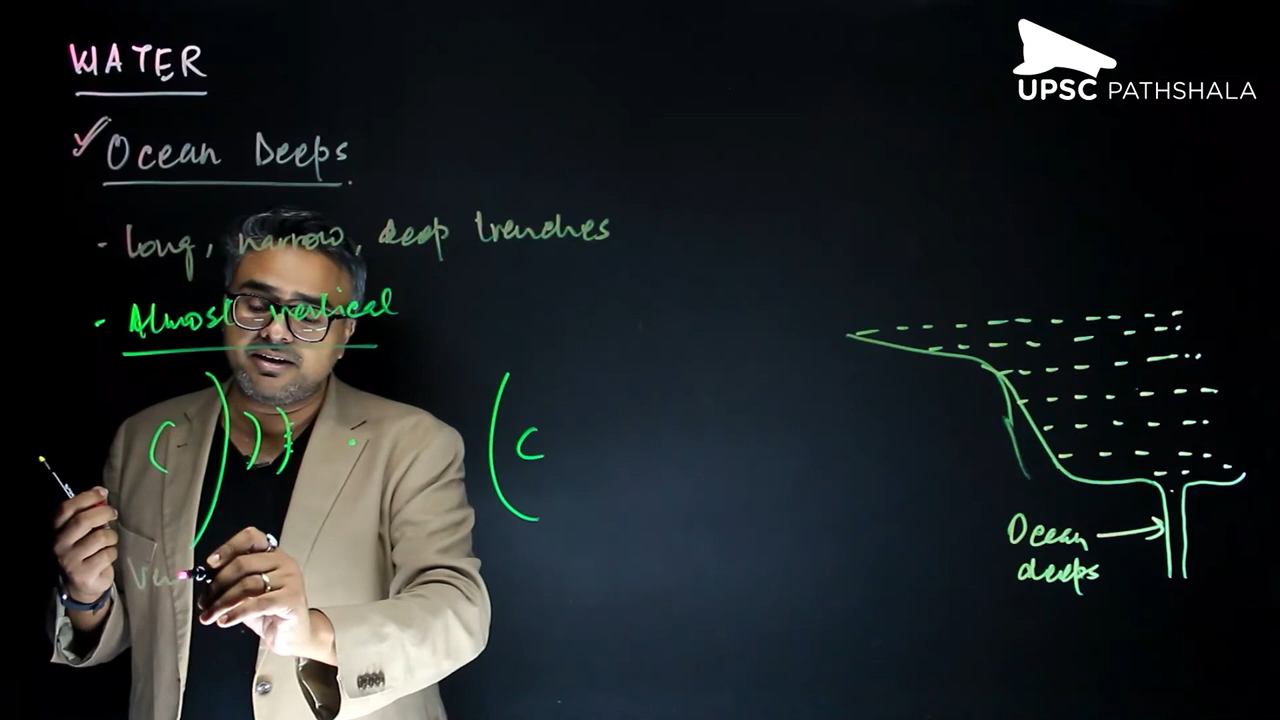 WATER
UPSC PATHSHALA
Ocean Deeps
- long, narrow, deep trenches
- Almost vertical
Ocean
deeps